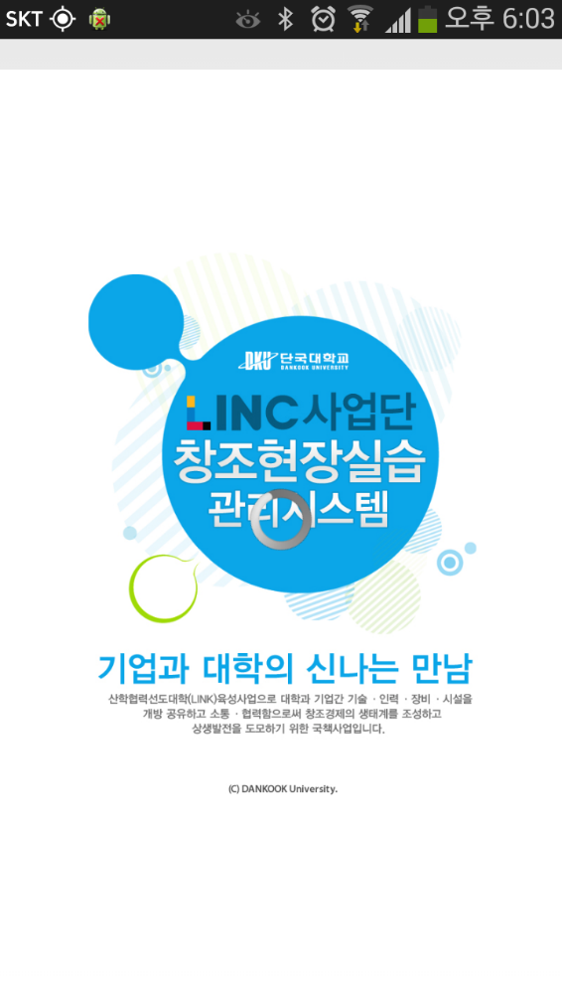 SKT 오후 6:03
DKU 단국대학교
DANKOOK UNIVERSITY
LINC사업단
창조현장실습
관리시스템
기업과 대학의 신나는 만남
산학협력선도대학(LINK)육성사업으로 대학과 기업간 기술 · 인력 · 장비 · 시설을
개방 공유하고 소통 · 협력함으로써 창조경제의 생태계를 조성하고
상생발전을 도모하기 위한 국책사업입니다.
(C) DANKOOK University.